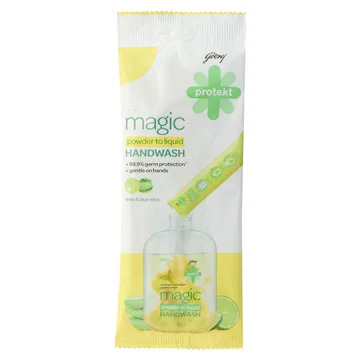 Godrej
protekt
magic
powder to liquid
HANDWASH
• 99.9% germ protection
• gentle on hands
lime & aloe vera
protekt
magic
powder to liquid
HANDWASH